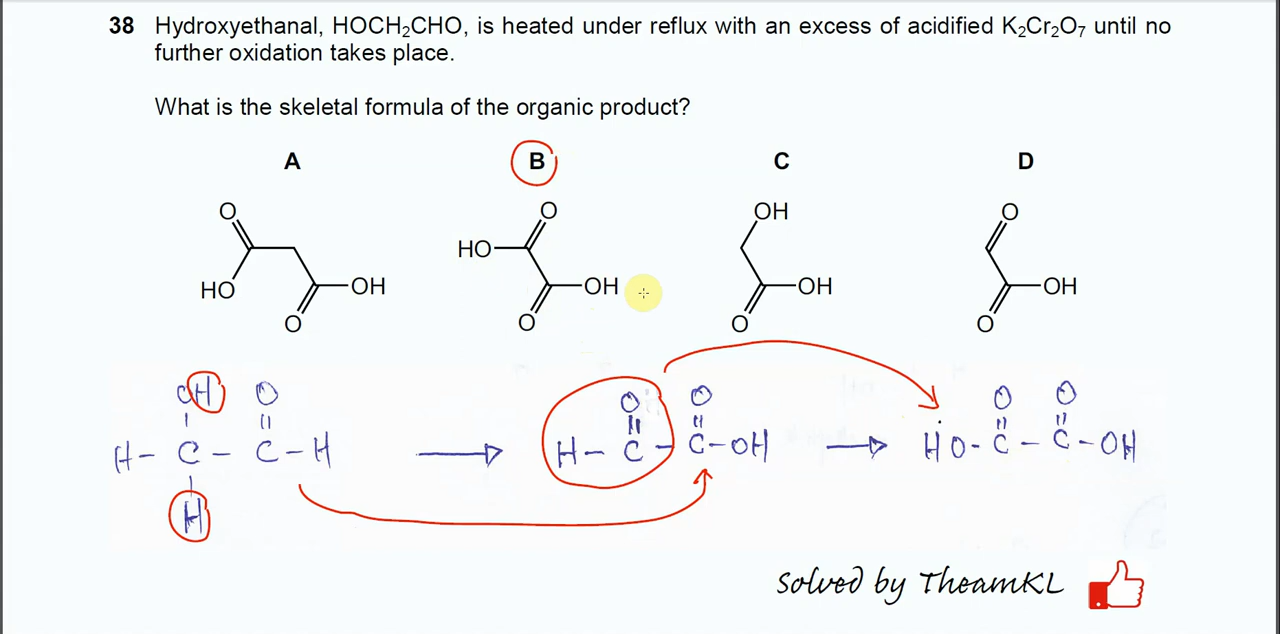 38 Hydroxyethanal, HOCH₂CHO, is heated under reflux with an excess of acidified K₂Cr₂O₇ until no
further oxidation takes place.
What is the skeletal formula of the organic product?
A B C D
O O OH O
HO
HO OH OH OH OH
O O O O
OH O O O O O
H – C – C – H H – C – C – OH HO – C – C – OH
H
Solved by TheamKL